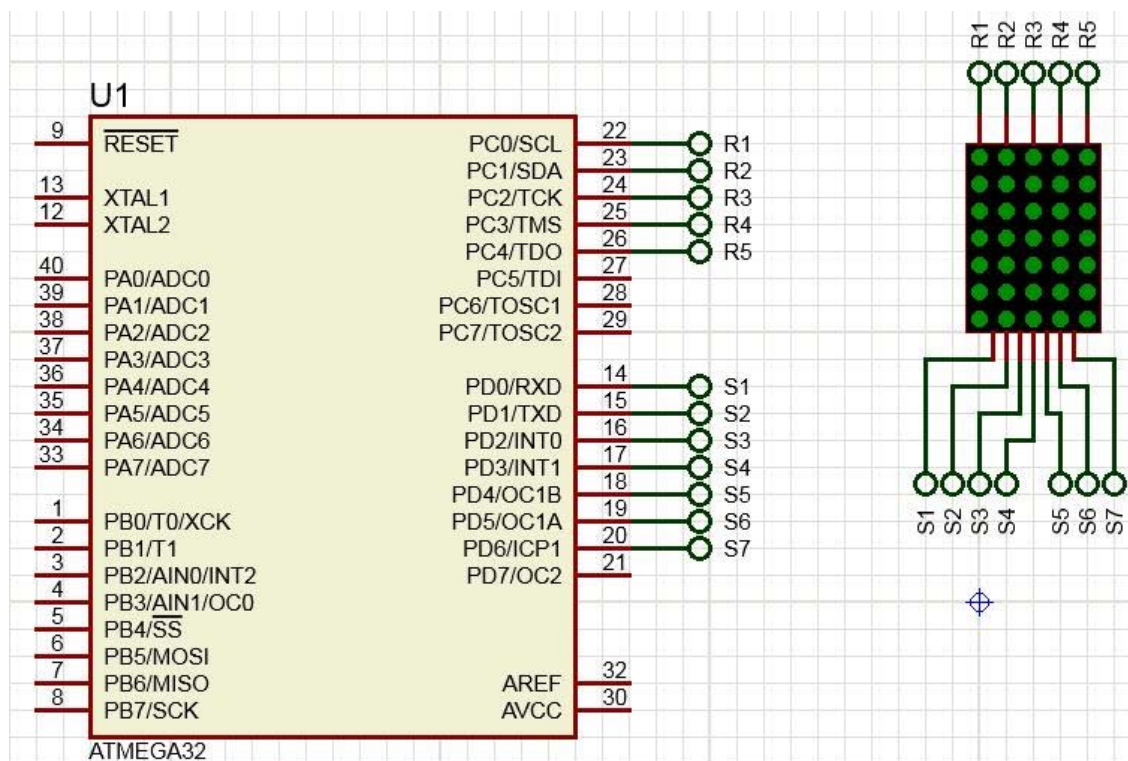 R1 R2 R3 R4 R5
U1
9 RESET PC0/SCL 22 R1
PC1/SDA 23 R2
13 XTAL1 PC2/TCK 24 R3
12 XTAL2 PC3/TMS 25 R4
PC4/TDO 26 R5
40 PA0/ADC0 PC5/TDI 27
39 PA1/ADC1 PC6/TOSC1 28
38 PA2/ADC2 PC7/TOSC2 29
37 PA3/ADC3
36 PA4/ADC4 PD0/RXD 14 S1
35 PA5/ADC5 PD1/TXD 15 S2
34 PA6/ADC6 PD2/INT0 16 S3
33 PA7/ADC7 PD3/INT1 17 S4
PD4/OC1B 18 S5
1 PB0/T0/XCK PD5/OC1A 19 S6
2 PB1/T1 PD6/ICP1 20 S7
3 PB2/AIN0/INT2 PD7/OC2 21
4 PB3/AIN1/OC0
5 PB4/SS
6 PB5/MOSI
7 PB6/MISO AREF 32
8 PB7/SCK AVCC 30
ATMEGA32
S1 S2 S3 S4 S5 S6 S7